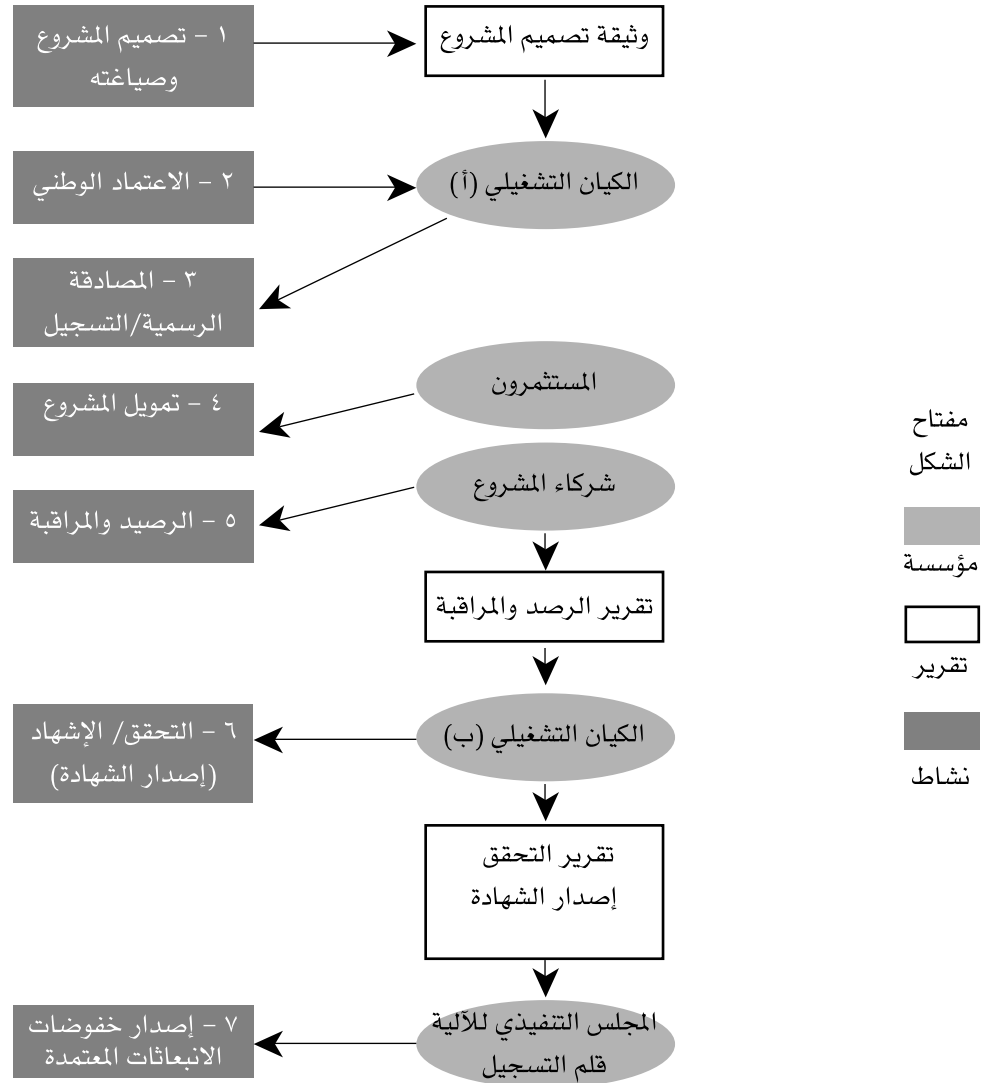 ١ - تصميم المشروع
وصياغته
وثيقة تصميم المشروع
٢ - الاعتماد الوطني
الكيان التشغيلي (أ)
٣ - المصادقة
الرسمية/التسجيل
المستثمرون
٤ - تمويل المشروع
شركاء المشروع
٥ - الرصيد والمراقبة
تقرير الرصد والمراقبة
الكيان التشغيلي (ب)
٦ - التحقق/ الإشهاد
(إصدار الشهادة)
تقرير التحقق
إصدار الشهادة
المجلس التنفيذي للآلية
قلم التسجيل
٧ - إصدار خفوضات
الانبعاثات المعتمدة
مفتاح
الشكل
مؤسسة
تقرير
نشاط